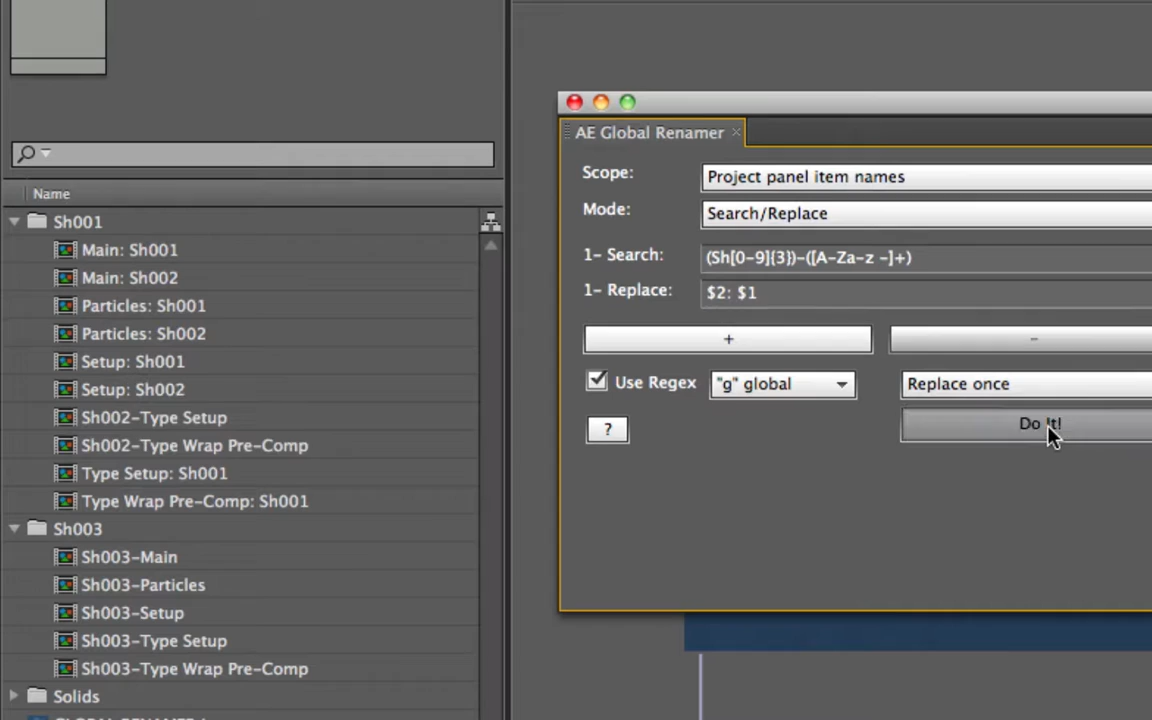 AE Global Renamer
Scope: Project panel item names
Mode: Search/Replace
1- Search: (Sh[0-9]{3})-([A-Za-z -]+)
1- Replace: $2: $1
+ -
Use Regex "g" global Replace once
? Do It!
Name
Sh001
Main: Sh001
Main: Sh002
Particles: Sh001
Particles: Sh002
Setup: Sh001
Setup: Sh002
Sh002-Type Setup
Sh002-Type Wrap Pre-Comp
Type Setup: Sh001
Type Wrap Pre-Comp: Sh001
Sh003
Sh003-Main
Sh003-Particles
Sh003-Setup
Sh003-Type Setup
Sh003-Type Wrap Pre-Comp
Solids